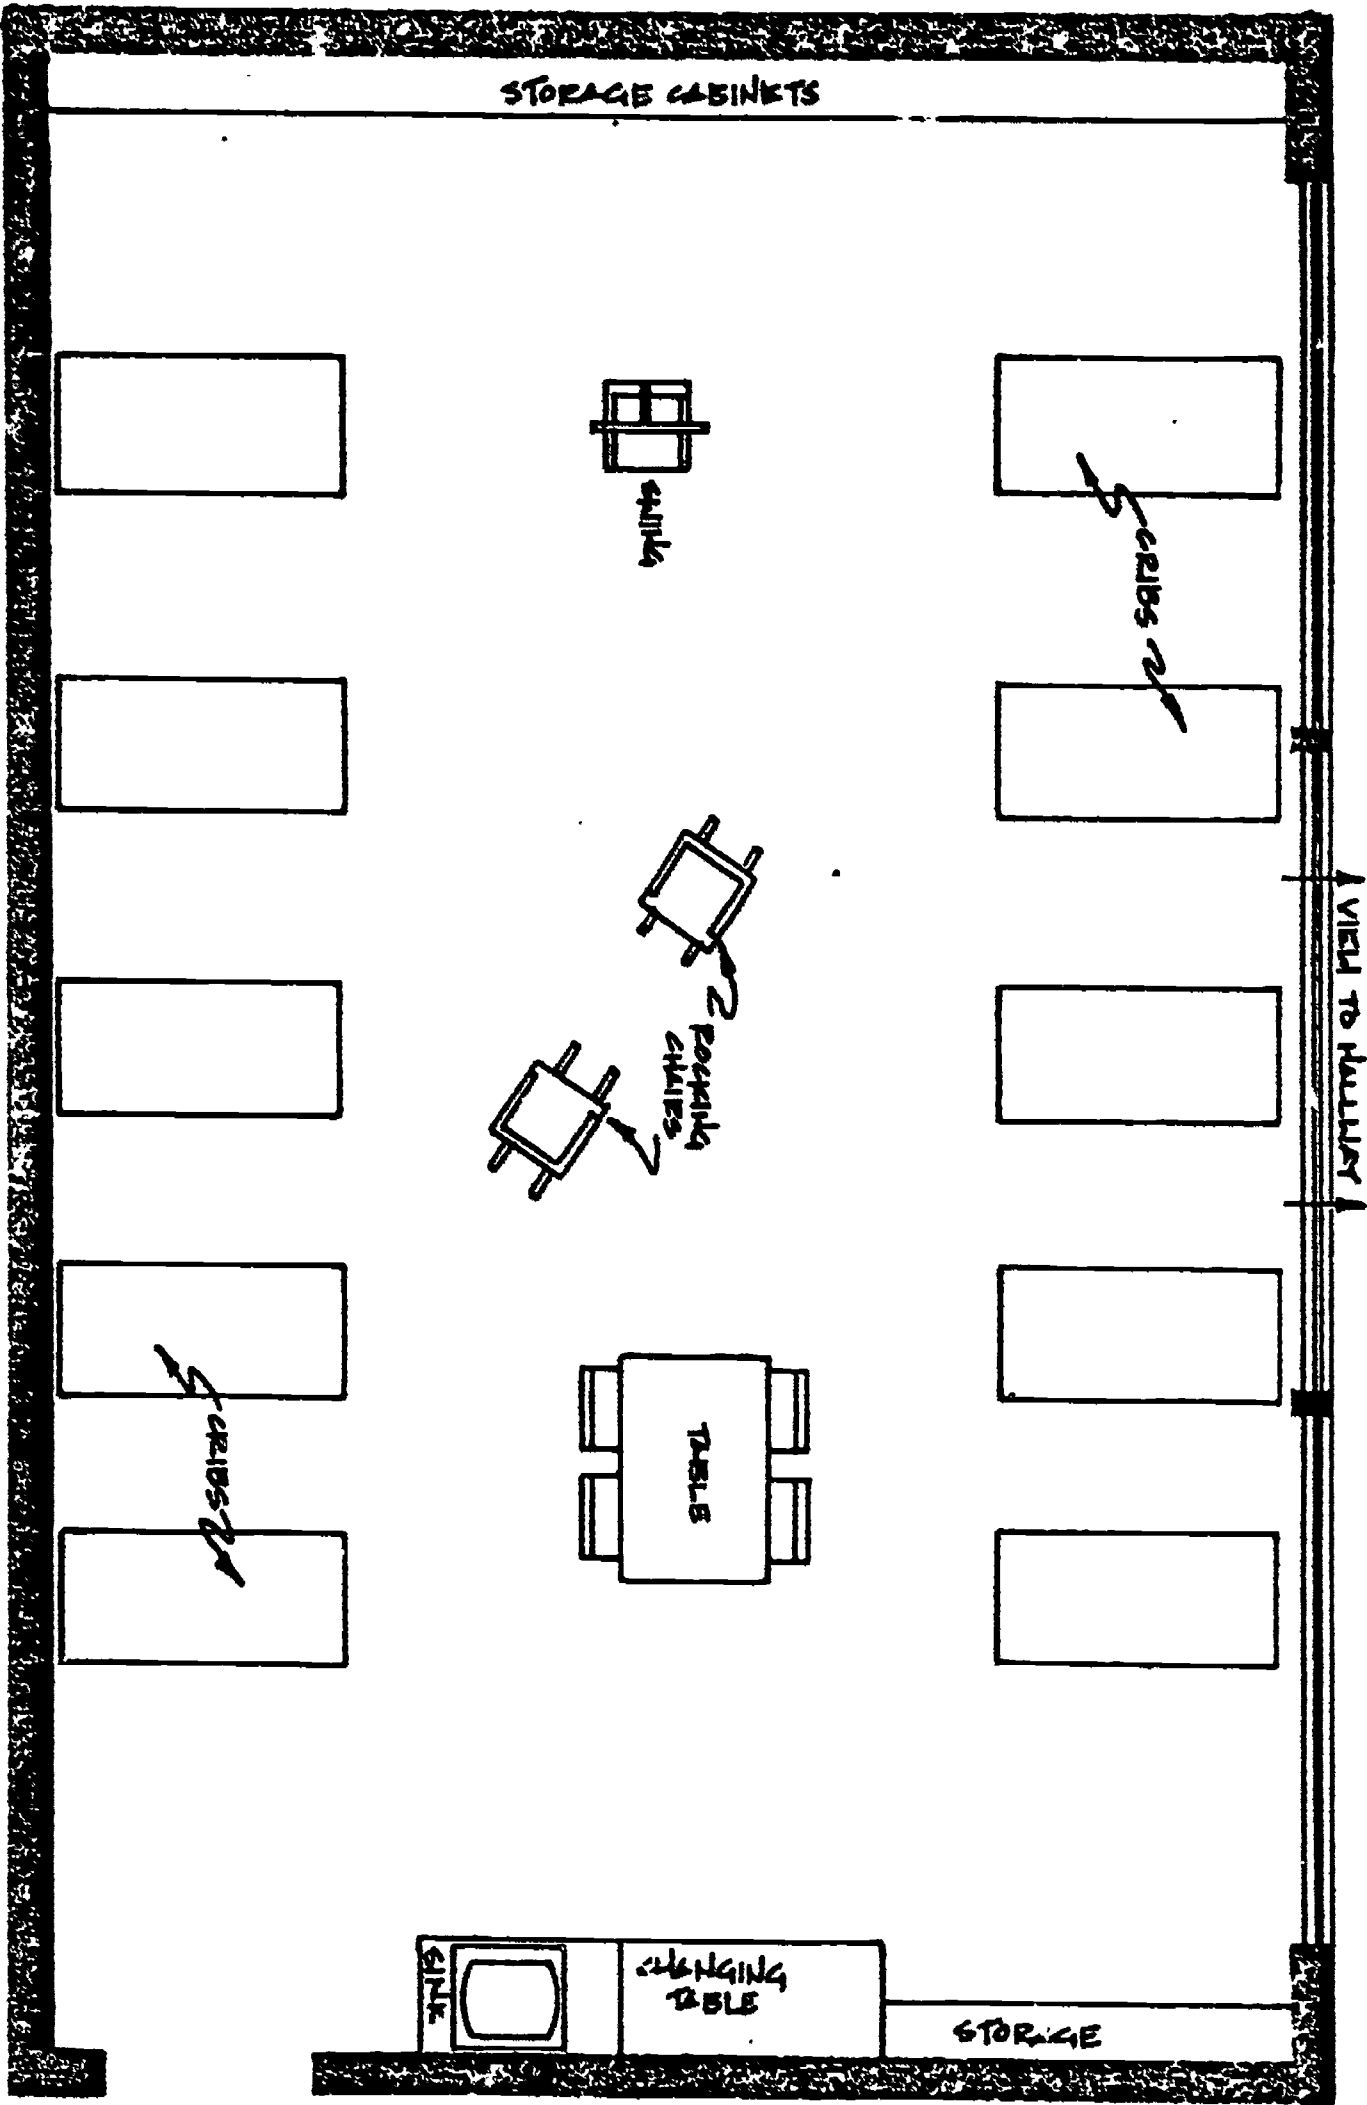 STORAGE CABINETS
SWING
CRIBS
VIEW TO HALLWAY
ROCKING
CHAIRS
CRIBS
TABLE
SINK
CHANGING
TABLE
STORAGE